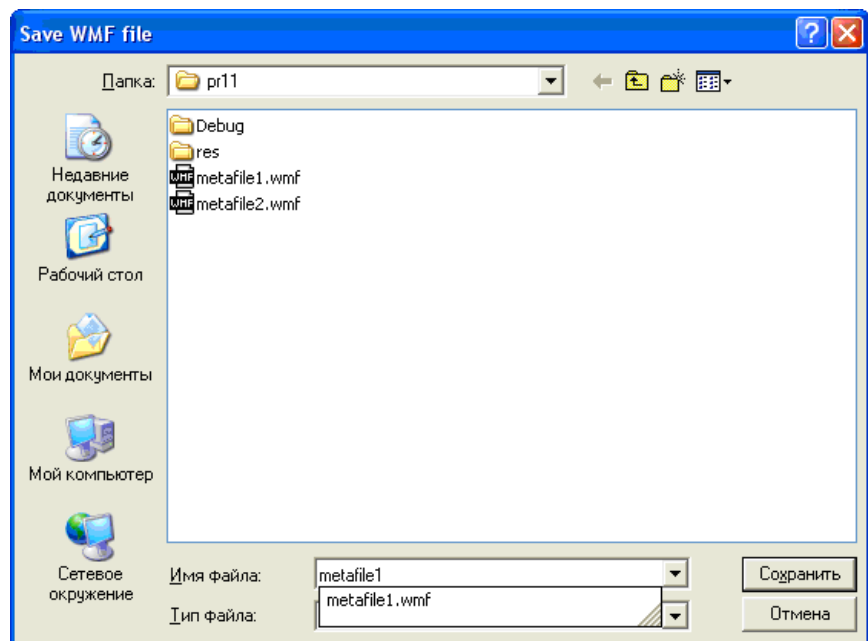 Save WMF file
Папка: pr11
Debug
res
metafile1.wmf
metafile2.wmf
Недавние
документы
Рабочий стол
Мои документы
Мой компьютер
Сетевое
окружение
Имя файла: metafile1
Сохранить
metafile1.wmf
Тип файла:
Отмена